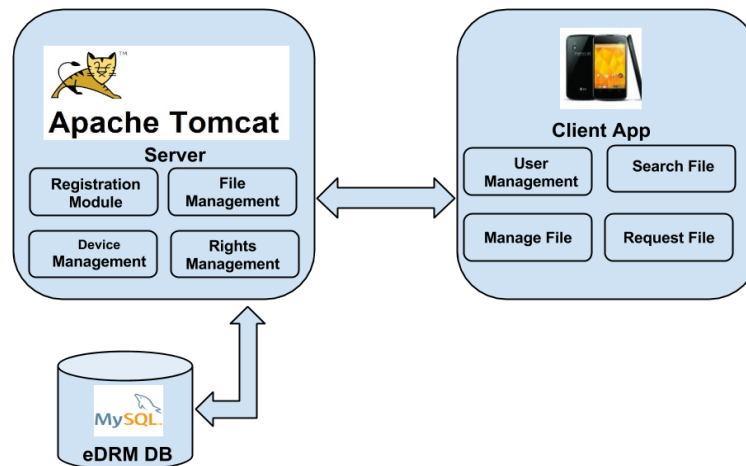 TM
Apache Tomcat
Server
Registration
Module
File
Management
Device
Management
Rights
Management
Client App
User
Management
Search File
Manage File
Request File
MySQL
eDRM DB